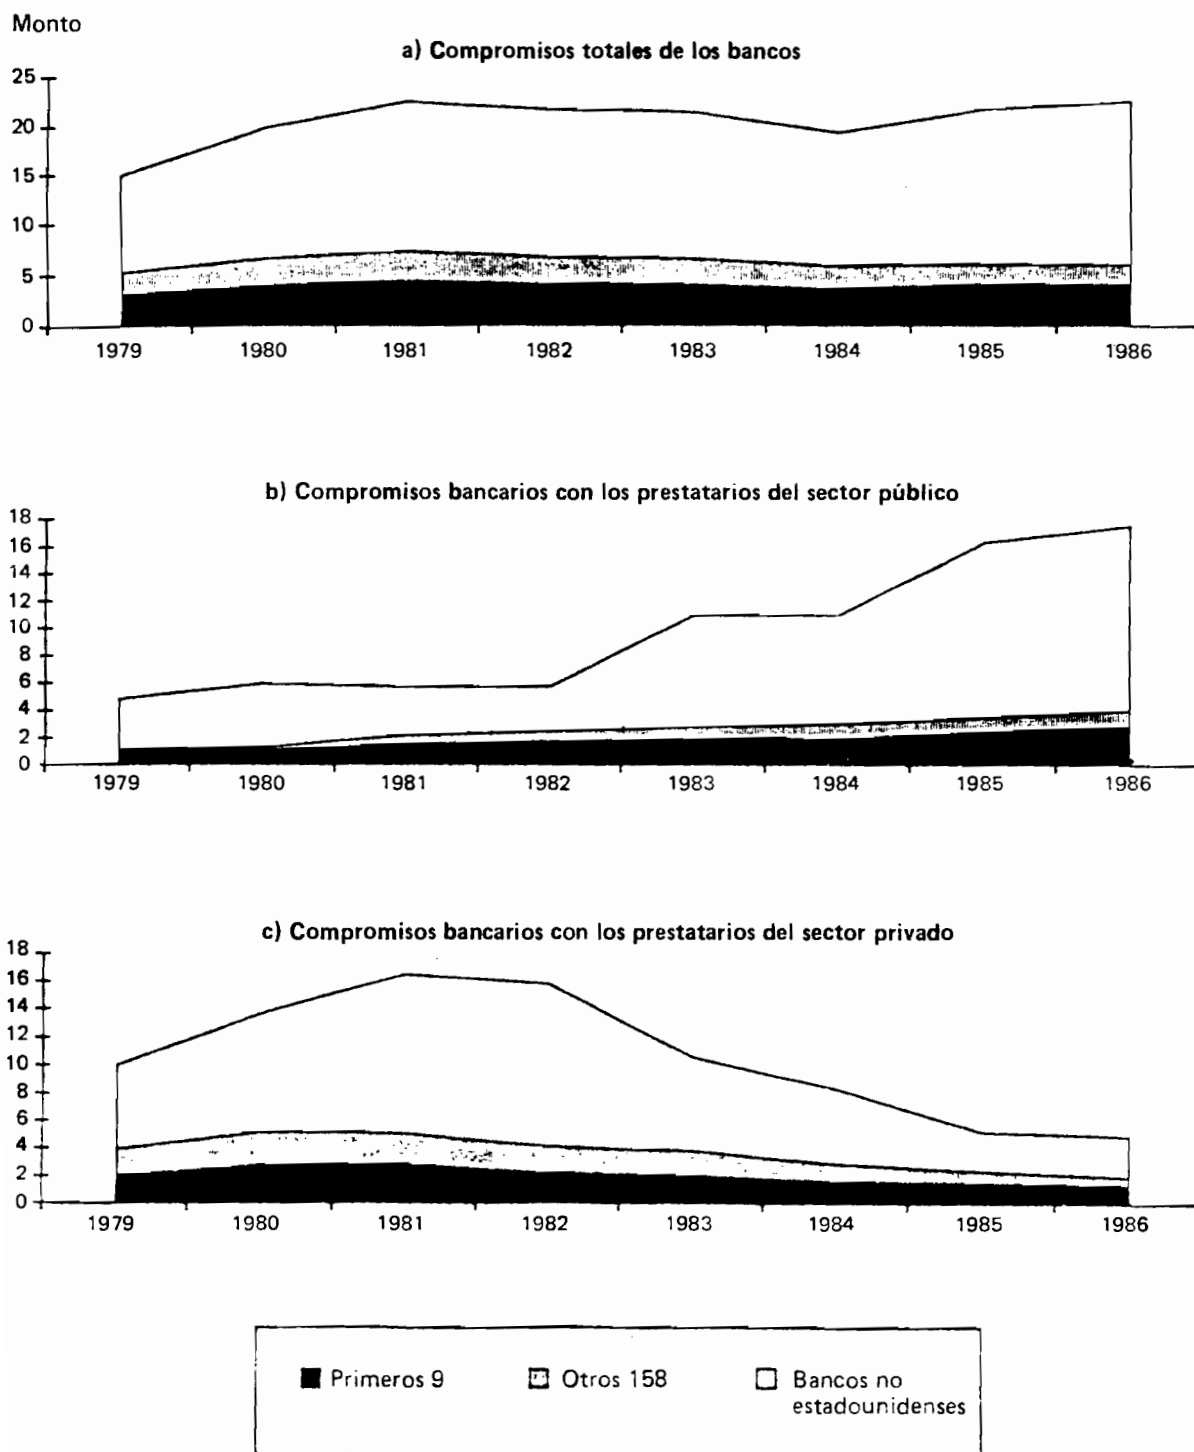 Monto
a) Compromisos totales de los bancos
25
20
15
10
5
0
1979 1980 1981 1982 1983 1984 1985 1986
b) Compromisos bancarios con los prestatarios del sector público
18
16
14
12
10
8
6
4
2
0
1979 1980 1981 1982 1983 1984 1985 1986
c) Compromisos bancarios con los prestatarios del sector privado
18
16
14
12
10
8
6
4
2
0
1979 1980 1981 1982 1983 1984 1985 1986
Primeros 9 Otros 158 Bancos no
estadounidenses